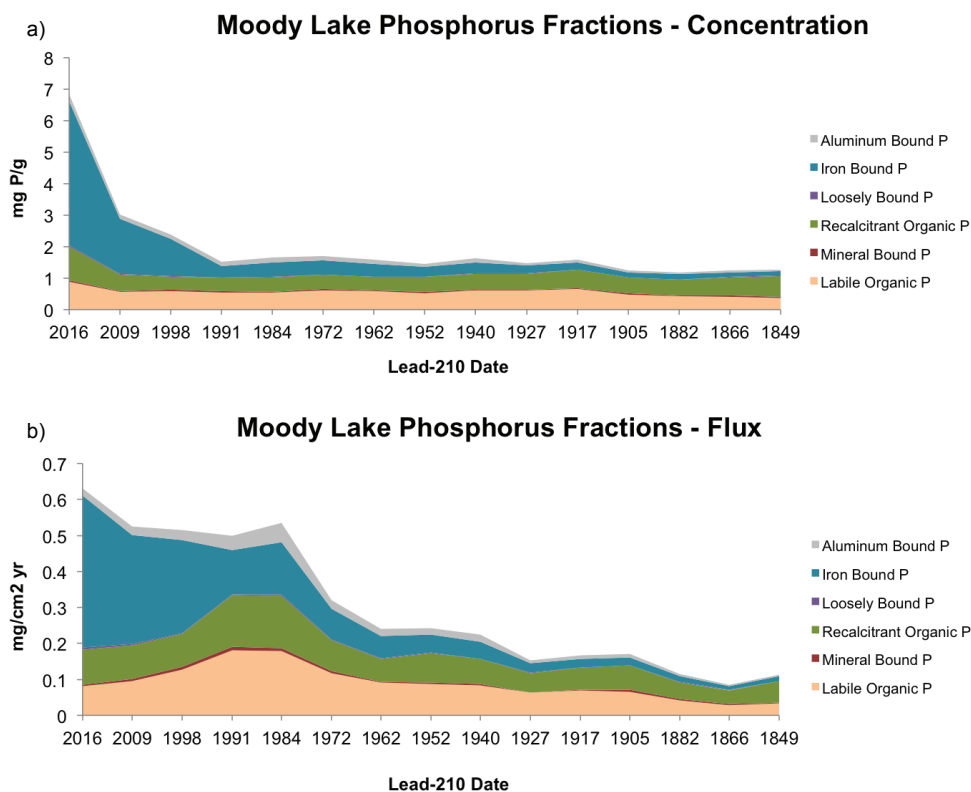 a)
Moody Lake Phosphorus Fractions - Concentration
8
7
6
5
4
3
2
1
0
mg P/g
2016 2009 1998 1991 1984 1972 1962 1952 1940 1927 1917 1905 1882 1866 1849
Lead-210 Date
Aluminum Bound P
Iron Bound P
Loosely Bound P
Recalcitrant Organic P
Mineral Bound P
Labile Organic P
b)
Moody Lake Phosphorus Fractions - Flux
0.7
0.6
0.5
0.4
0.3
0.2
0.1
0
mg/cm2 yr
2016 2009 1998 1991 1984 1972 1962 1952 1940 1927 1917 1905 1882 1866 1849
Lead-210 Date
Aluminum Bound P
Iron Bound P
Loosely Bound P
Recalcitrant Organic P
Mineral Bound P
Labile Organic P